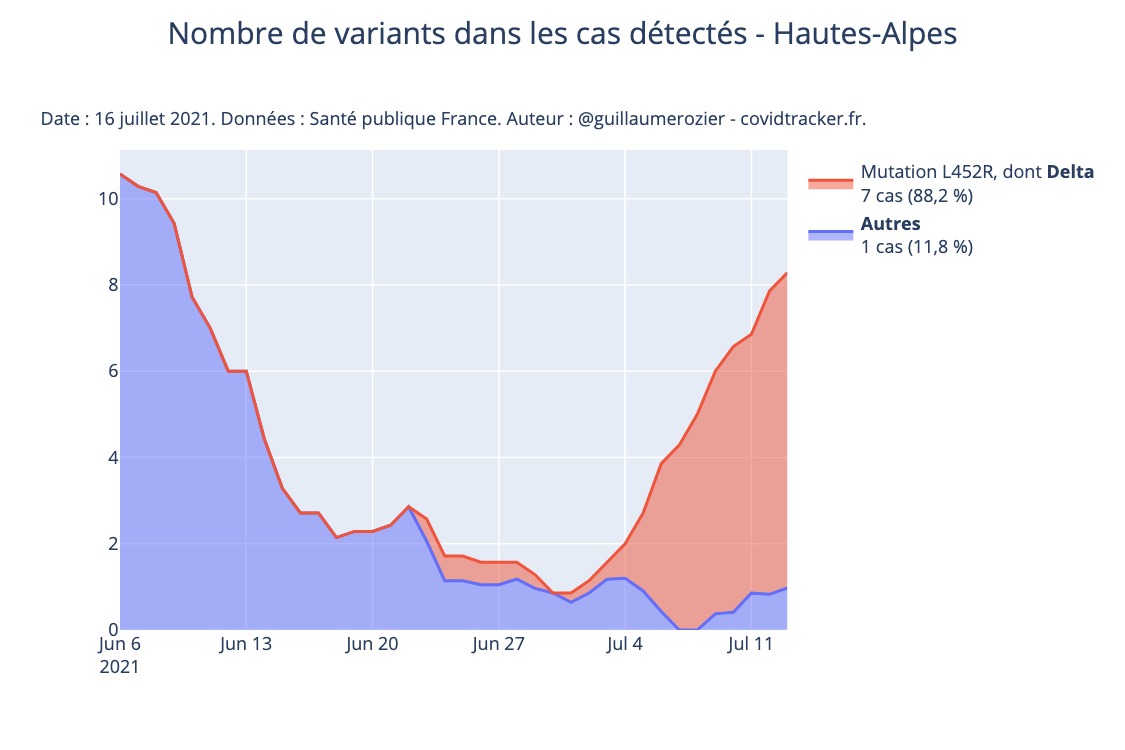 Nombre de variants dans les cas détectés - Hautes-Alpes
Date : 16 juillet 2021. Données : Santé publique France. Auteur : @guillaumerozier - covidtracker.fr.
Mutation L452R, dont Delta
7 cas (88,2 %)
Autres
1 cas (11,8 %)
10
8
6
4
2
0
Jun 6
2021
Jun 13
Jun 20
Jun 27
Jul 4
Jul 11